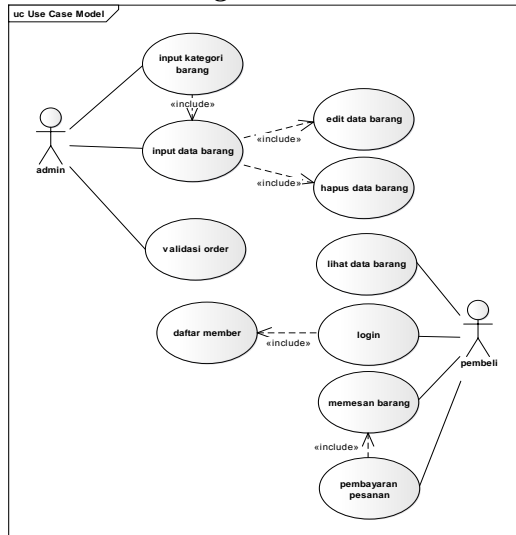 uc Use Case Model
input kategori
barang
«include»
input data barang
admin
«include»
edit data barang
«include»
hapus data barang
validasi order
lihat data barang
daftar member
«include»
login
pembeli
memesan barang
«include»
pembayaran
pesanan